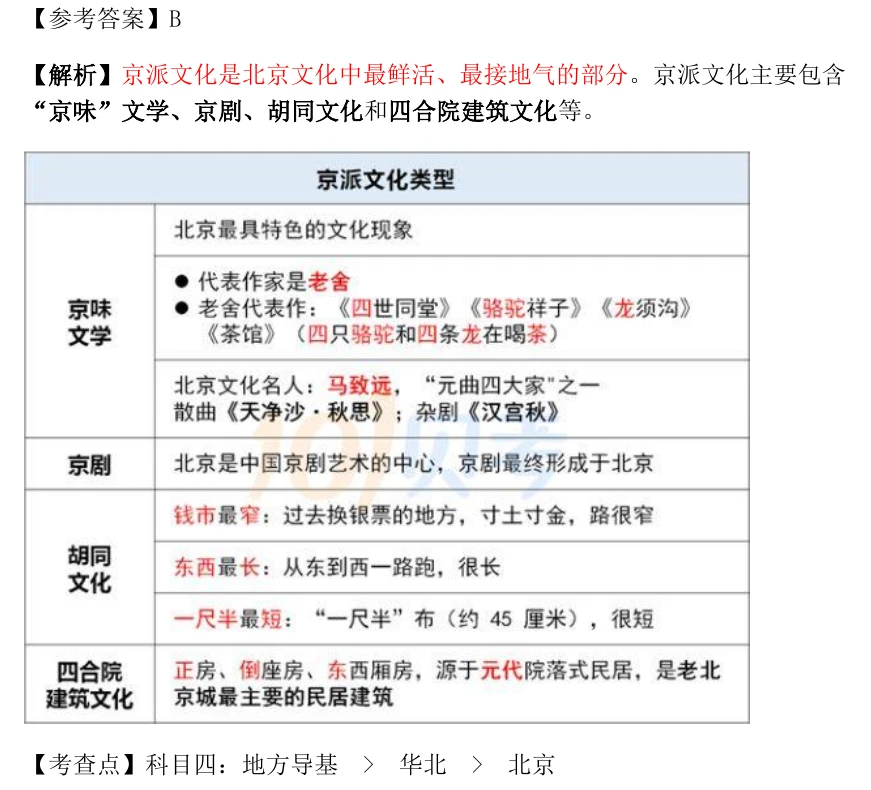 【参考答案】B
【解析】京派文化是北京文化中最鲜活、最接地气的部分。京派文化主要包含
“京味”文学、京剧、胡同文化和四合院建筑文化等。
京派文化类型
京味
文学
北京最具特色的文化现象
● 代表作家是老舍
● 老舍代表作：《四世同堂》《骆驼祥子》《龙须沟》
《茶馆》（四只骆驼和四条龙在喝茶）
北京文化名人：马致远，“元曲四大家"之一
散曲《天净沙·秋思》；杂剧《汉宫秋》
京剧
北京是中国京剧艺术的中心，京剧最终形成于北京
胡同
文化
钱市最窄：过去换银票的地方，寸土寸金，路很窄
东西最长：从东到西一路跑，很长
一尺半最短：“一尺半”布（约 45 厘米），很短
四合院
建筑文化
正房、倒座房、东西厢房，源于元代院落式民居，是老北
京城最主要的民居建筑
101贝考
【考查点】科目四：地方导基 > 华北 > 北京